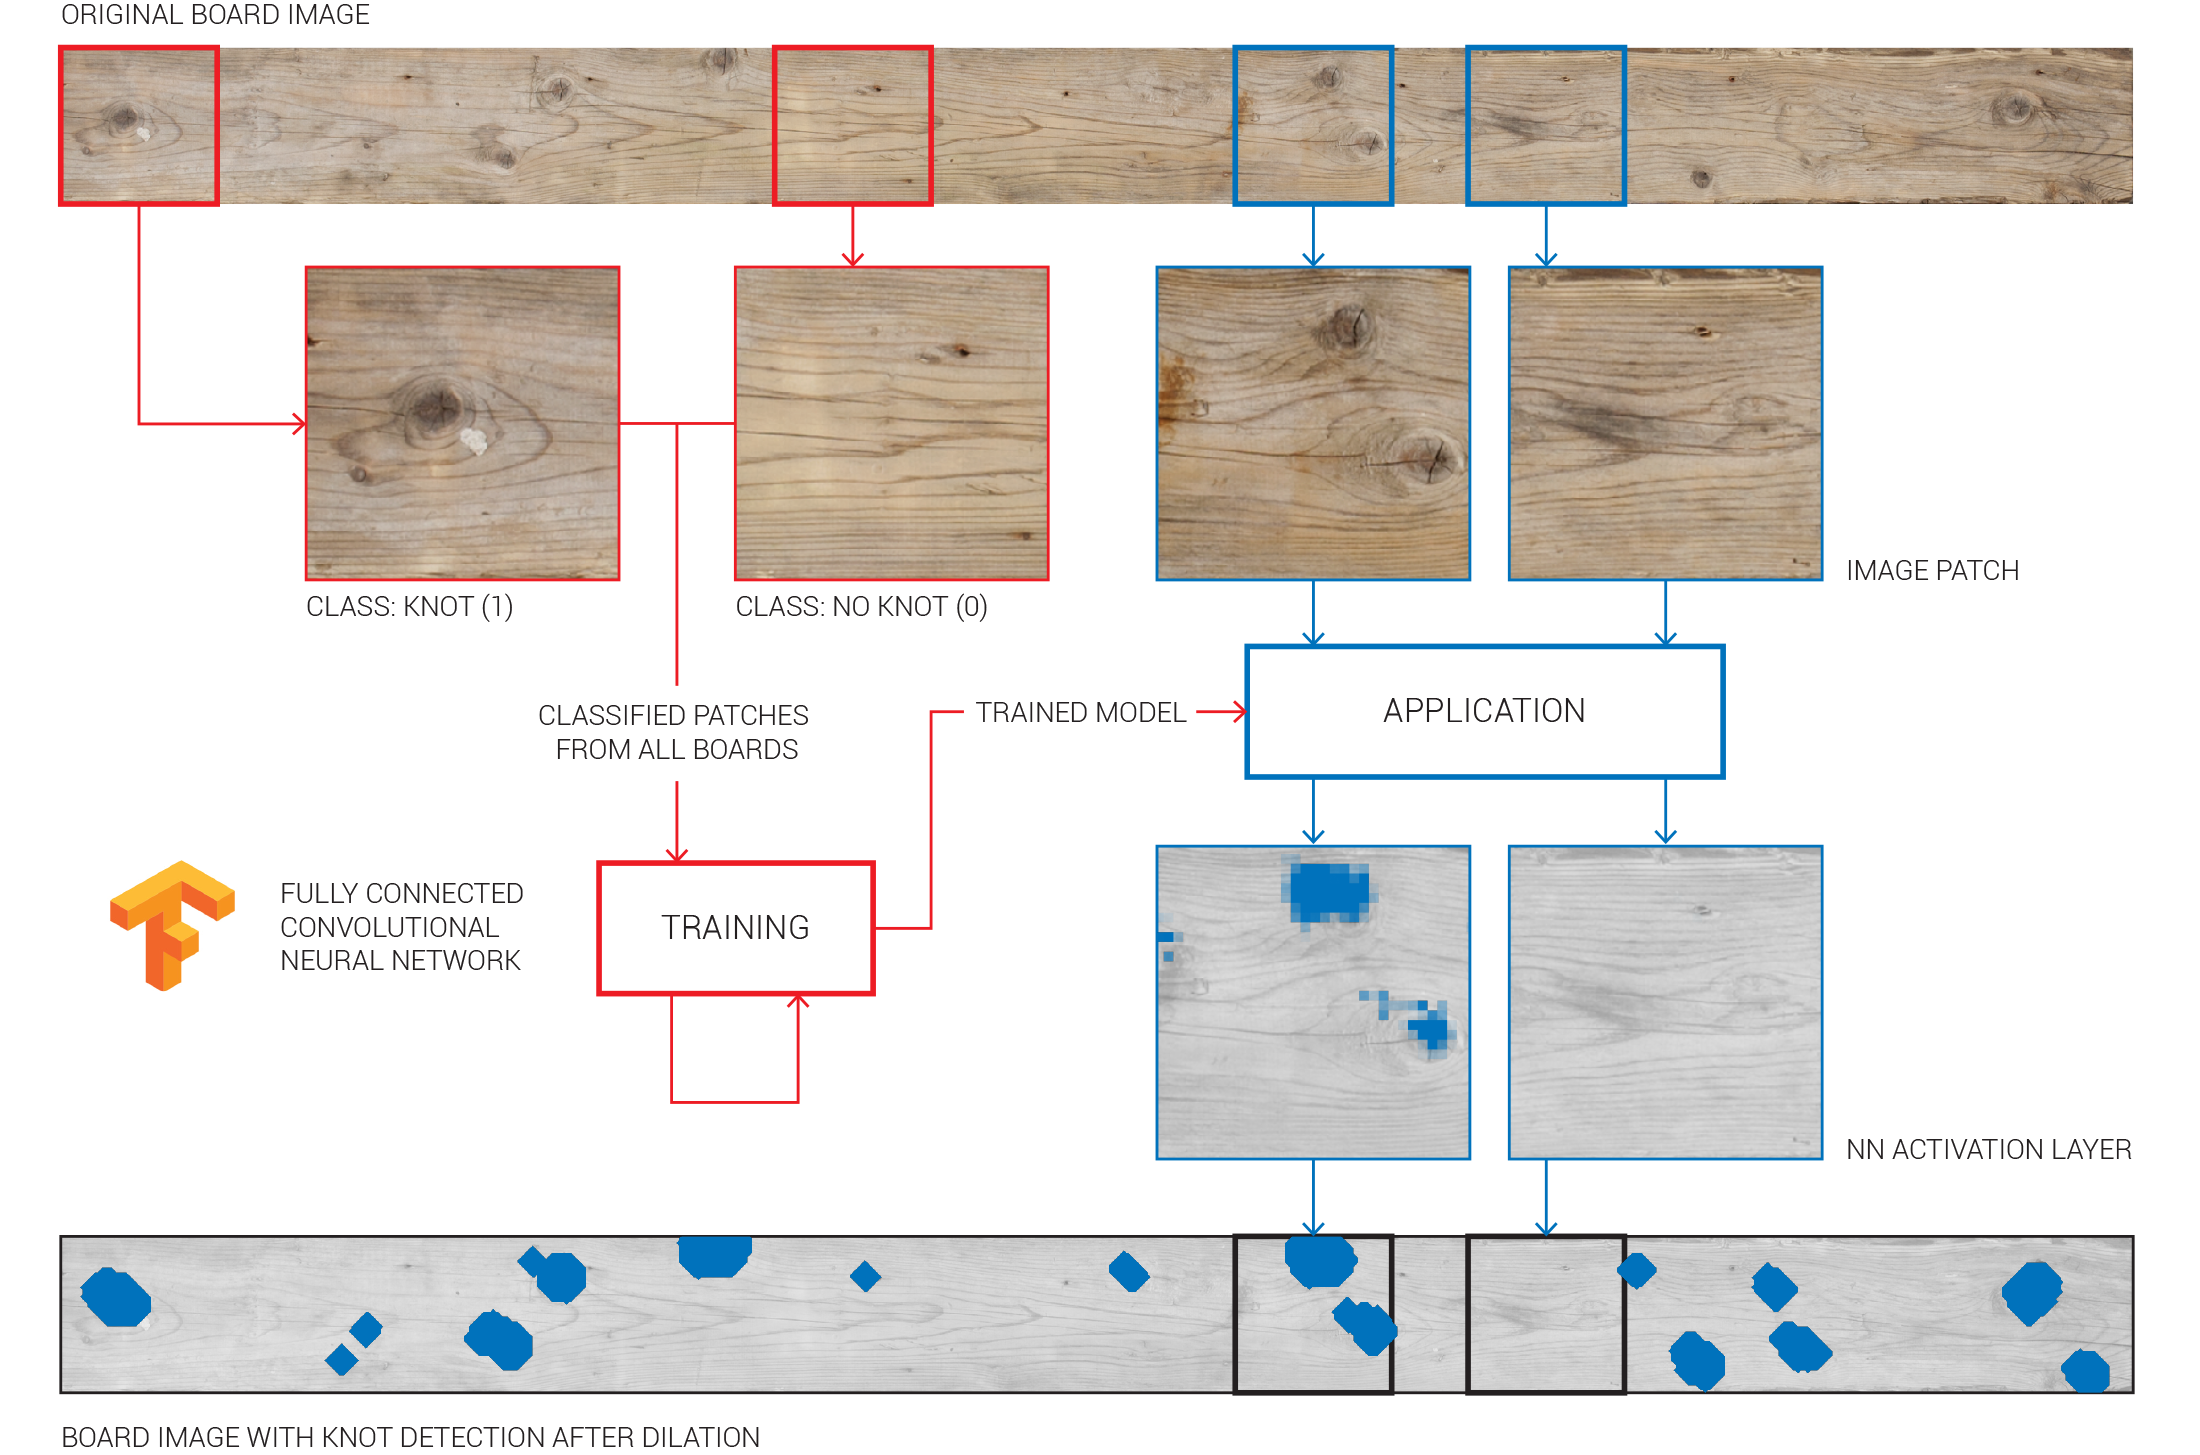 ORIGINAL BOARD IMAGE
CLASS: KNOT (1)
CLASS: NO KNOT (0)
IMAGE PATCH
CLASSIFIED PATCHES
FROM ALL BOARDS
TRAINED MODEL
APPLICATION
FULLY CONNECTED
CONVOLUTIONAL
NEURAL NETWORK
TRAINING
NN ACTIVATION LAYER
BOARD IMAGE WITH KNOT DETECTION AFTER DILATION